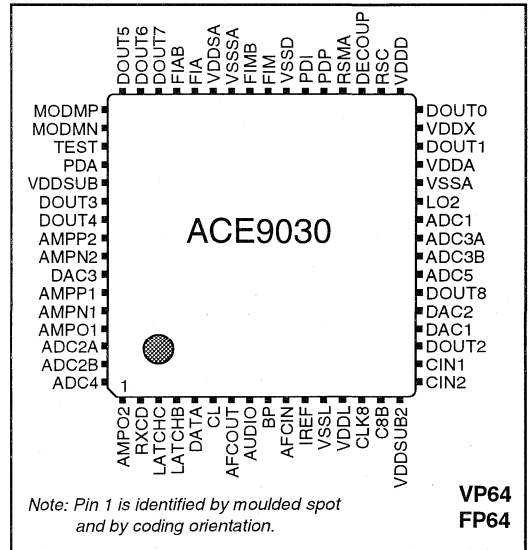 DOUT5
DOUT6
DOUT7
FIAB
FIA
VDDSA
VSSSA
FIMB
FIM
VSSD
PDI
PDP
RSMA
DECOUP
RSC
VDDD
MODMP
MODMN
TEST
PDA
VDDSUB
DOUT3
DOUT4
AMPP2
AMPN2
DAC3
AMPP1
AMPN1
AMPO1
ADC2A
ADC2B
ADC4
ACE9030
1
DOUT0
VDDX
DOUT1
VDDA
VSSA
LO2
ADC1
ADC3A
ADC3B
ADC5
DOUT8
DAC2
DAC1
DOUT2
CIN1
CIN2
AMPO2
RXCD
LATCHC
LATCHB
DATA
CL
AFCOUT
AUDIO
BP
AFCIN
IREF
VSSL
VDDL
CLK8
C8B
VDDSUB2
Note: Pin 1 is identified by moulded spot
and by coding orientation.
VP64
FP64